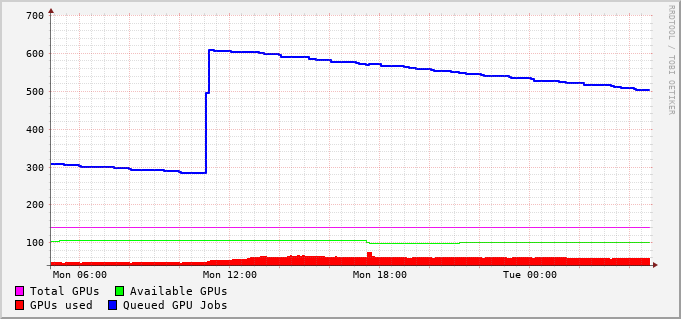 700
600
500
400
300
200
100
Mon 06:00 Mon 12:00 Mon 18:00 Tue 00:00
Total GPUs Available GPUs
GPUs used Queued GPU Jobs
RRDTOOL / TOBI OETIKER